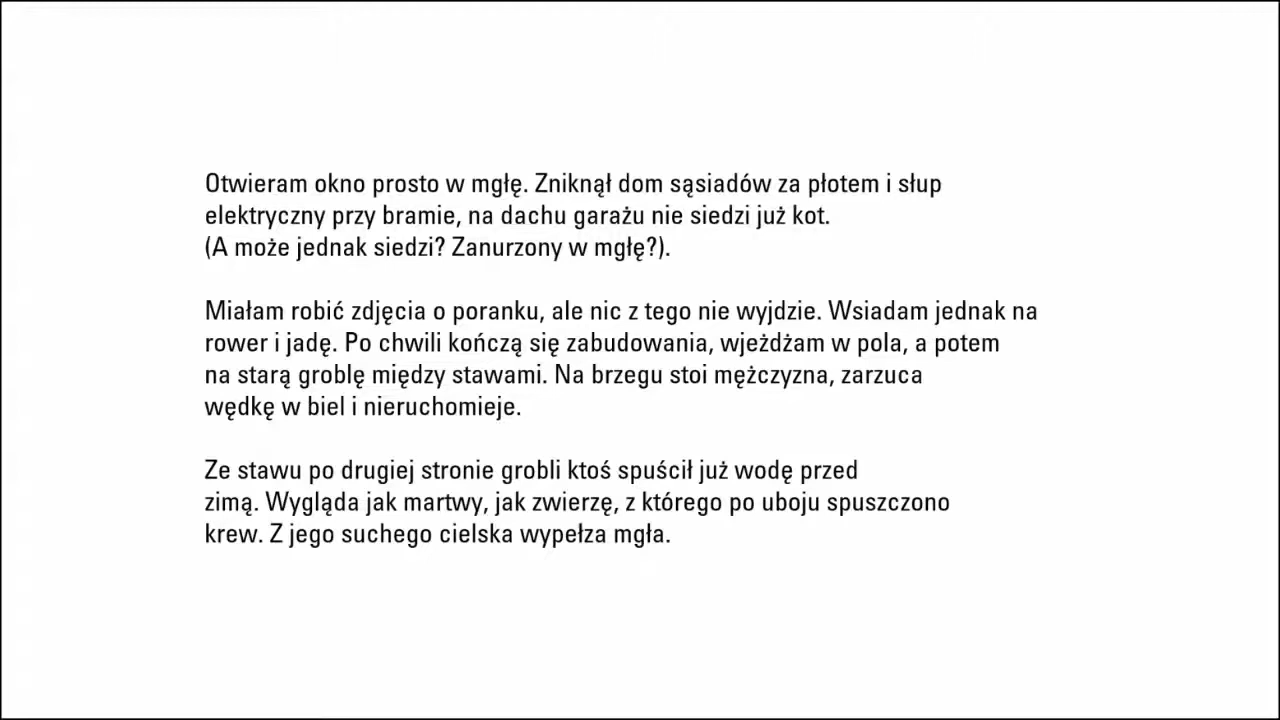 Otwieram okno prosto w mgłę. Zniknął dom sąsiadów za płotem i słup
elektryczny przy bramie, na dachu garażu nie siedzi już kot.
(A może jednak siedzi? Zanurzony w mgłę?).
Miałam robić zdjęcia o poranku, ale nic z tego nie wyjdzie. Wsiadam jednak na
rower i jadę. Po chwili kończą się zabudowania, wjeżdżam w pola, a potem
na starą groblę między stawami. Na brzegu stoi mężczyzna, zarzuca
wędkę w biel i nieruchomieje.
Ze stawu po drugiej stronie grobli ktoś spuścił już wodę przed
zimą. Wygląda jak martwy, jak zwierzę, z którego po uboju spuszczono
krew. Z jego suchego cielska wypełza mgła.